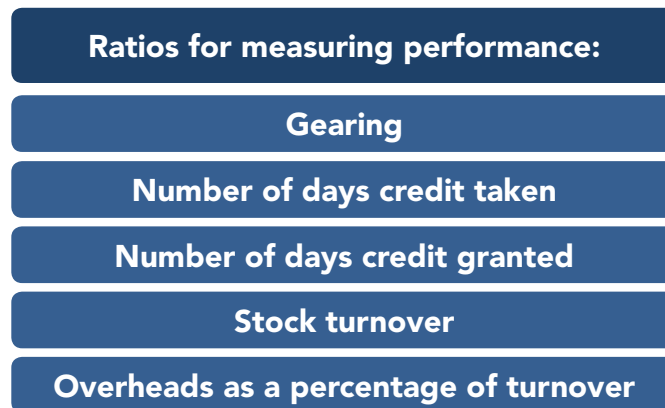 Ratios for measuring performance:
Gearing
Number of days credit taken
Number of days credit granted
Stock turnover
Overheads as a percentage of turnover